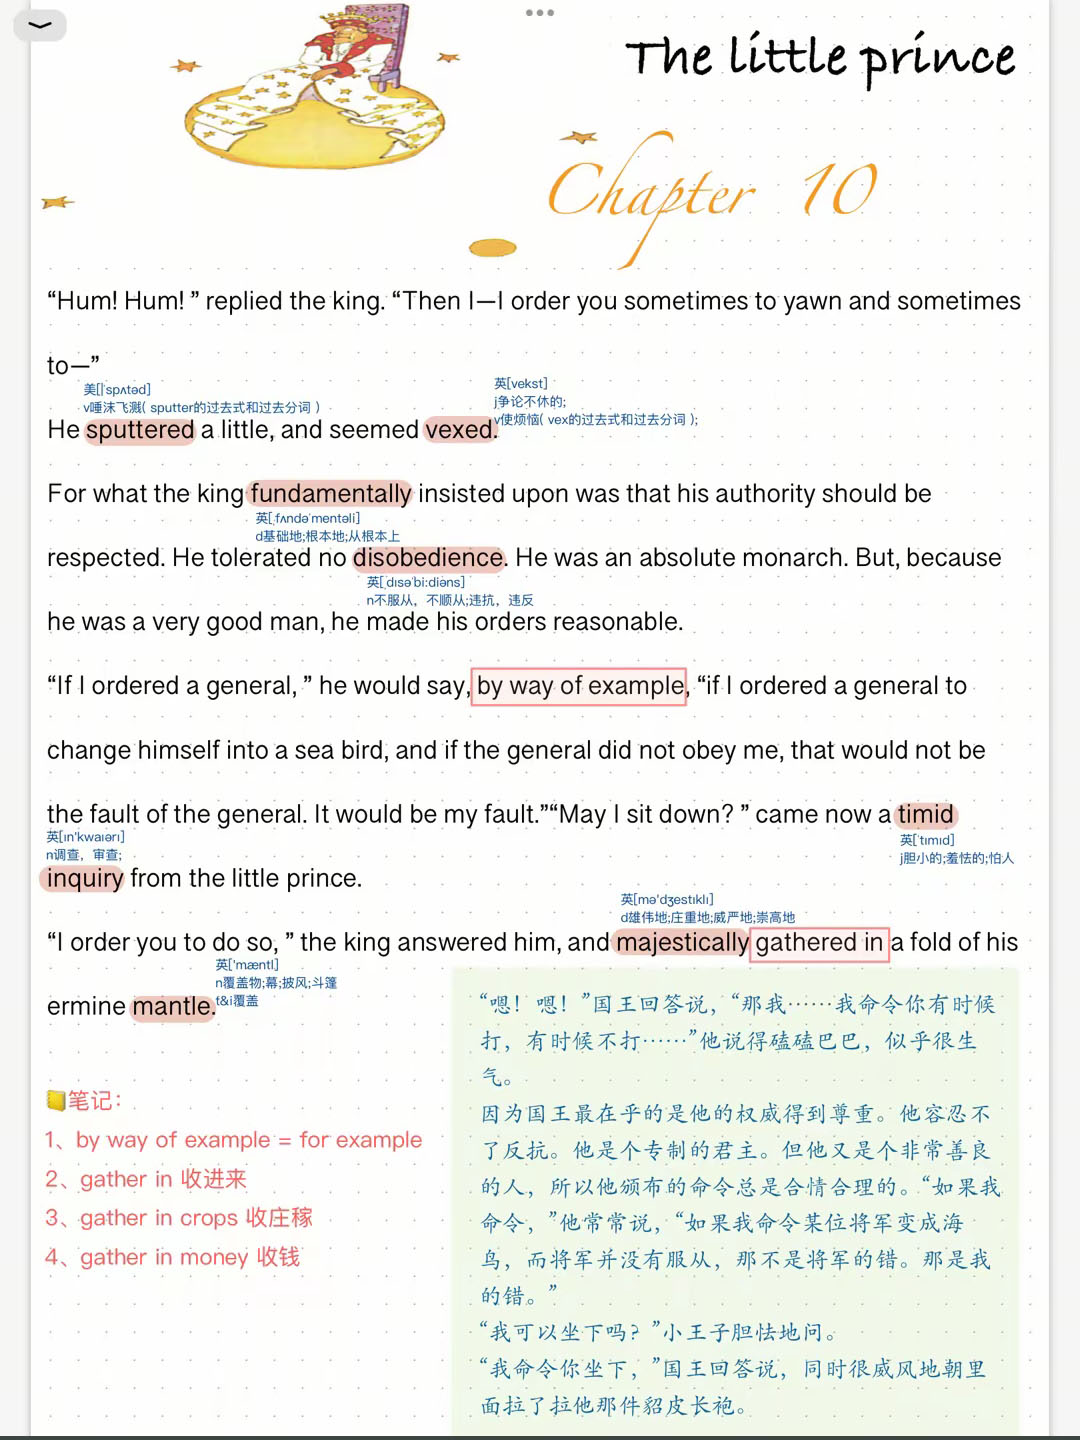 The little prince
Chapter 10
“Hum! Hum! ” replied the king. “Then I—I order you sometimes to yawn and sometimes
to—”
美[ˈspʌtəd]
v唾沫飞溅( sputter的过去式和过去分词 )
英[vekst]
j争论不休的;
v使烦恼( vex的过去式和过去分词 );
He sputtered a little, and seemed vexed.
For what the king fundamentally insisted upon was that his authority should be
英[ˌfʌndəˈmentəli]
d基础地;根本地;从根本上
respected. He tolerated no disobedience. He was an absolute monarch. But, because
英[ˌdɪsəˈbi:diəns]
n不服从，不顺从;违抗，违反
he was a very good man, he made his orders reasonable.
“If I ordered a general, ” he would say, by way of example, “if I ordered a general to
change himself into a sea bird, and if the general did not obey me, that would not be
the fault of the general. It would be my fault.”“May I sit down? ” came now a timid
英[ɪn'kwaɪərɪ]
n调查，审查;
英[ˈtɪmɪd]
j胆小的;羞怯的;怕人
inquiry from the little prince.
英[mə'dʒestɪklɪ]
d雄伟地;庄重地;威严地;崇高地
“I order you to do so, ” the king answered him, and majestically gathered in a fold of his
英['mæntl]
n覆盖物;幕;披风;斗篷
t&i覆盖
ermine mantle.
笔记：
1、by way of example = for example
2、gather in 收进来
3、gather in crops 收庄稼
4、gather in money 收钱
“嗯！嗯！”国王回答说，“那我……我命令你有时候
打，有时候不打……”他说得磕磕巴巴，似乎很生
气。
因为国王最在乎的是他的权威得到尊重。他容忍不
了反抗。他是个专制的君主。但他又是个非常善良
的人，所以他颁布的命令总是合情合理的。“如果我
命令，”他常常说，“如果我命令某位将军变成海
鸟，而将军并没有服从，那不是将军的错。那是我
的错。”
“我可以坐下吗？”小王子胆怯地问。
“我命令你坐下，”国王回答说，同时很威风地朝里
面拉了拉他那件貂皮长袍。